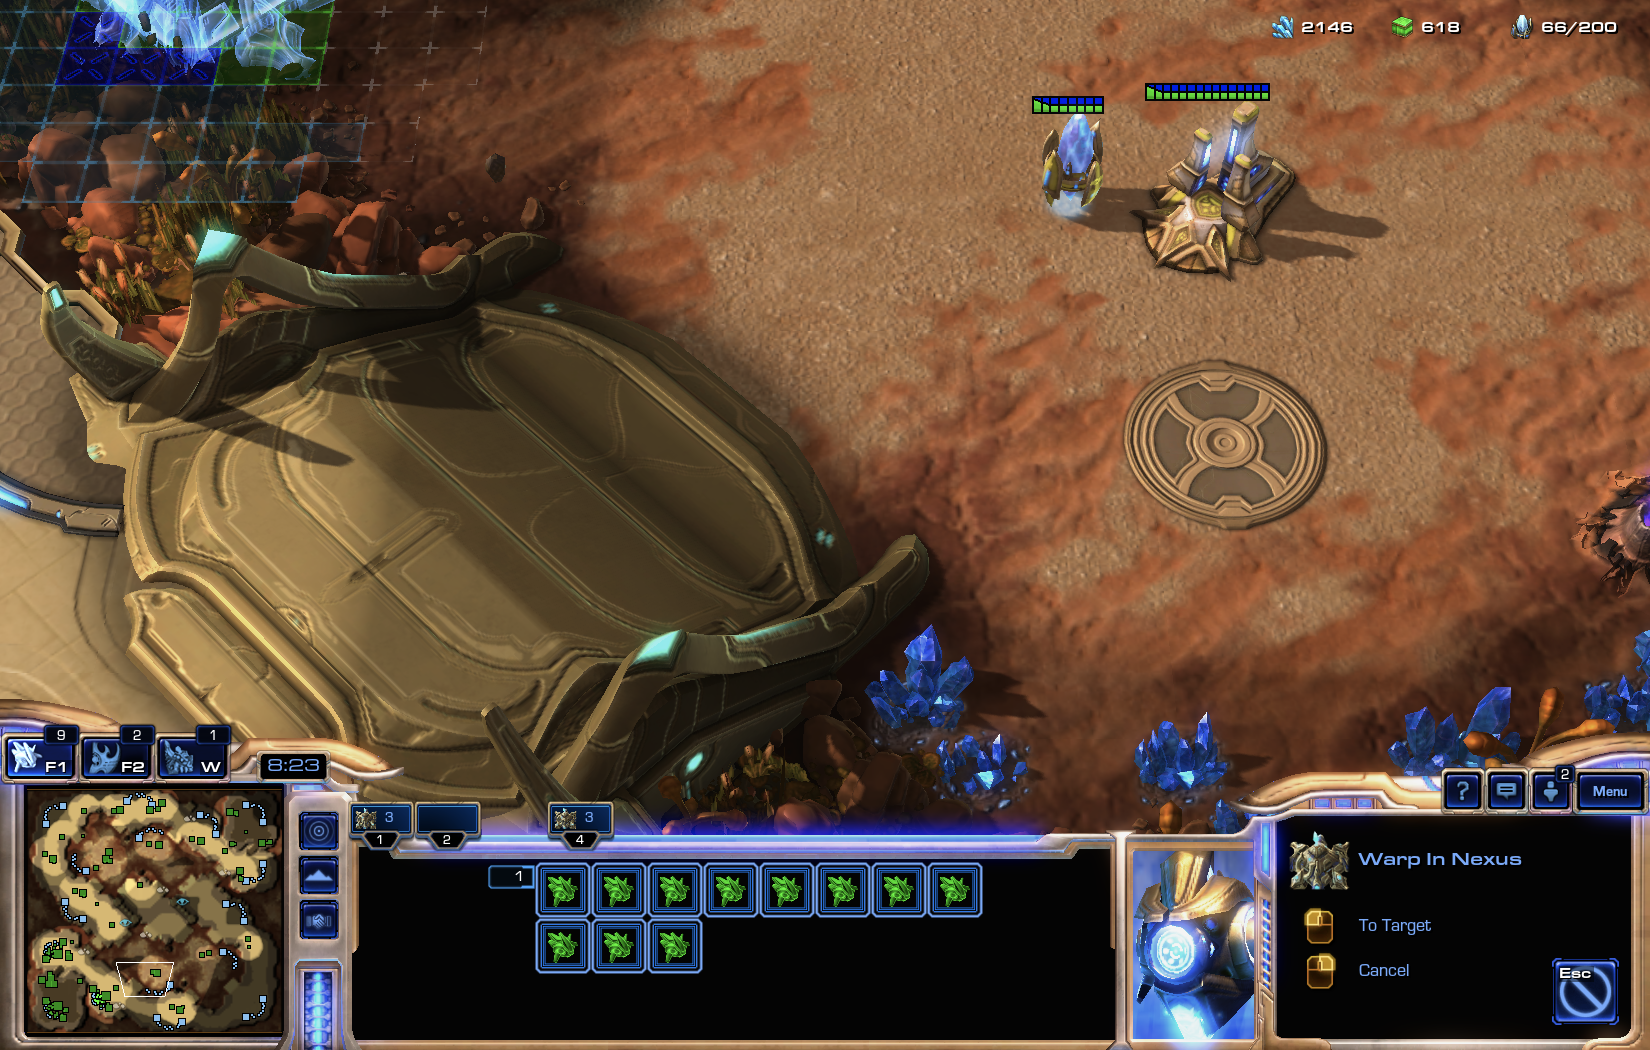 2146 618 66/200
9 2 1
F1 F2 W
8:23
3 3
1 2 4
1
2
? Menu
Warp In Nexus
To Target
Cancel
Esc